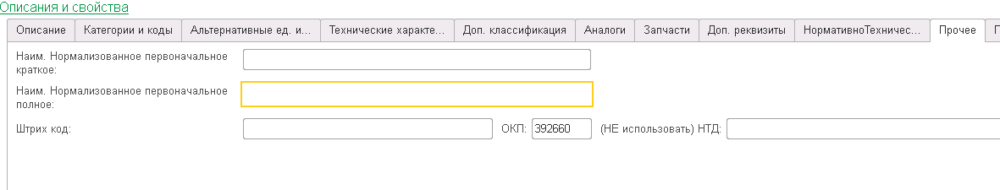 Описания и свойства
Описание Категории и коды Альтернативные ед. и... Технические характе... Доп. классификация Аналоги Запчасти Доп. реквизиты НормативноТехничес... Прочее
Наим. Нормализованное первоначальное
краткое:
Наим. Нормализованное первоначальное
полное:
Штрих код: ОКП: 392660 (НЕ использовать) НТД: